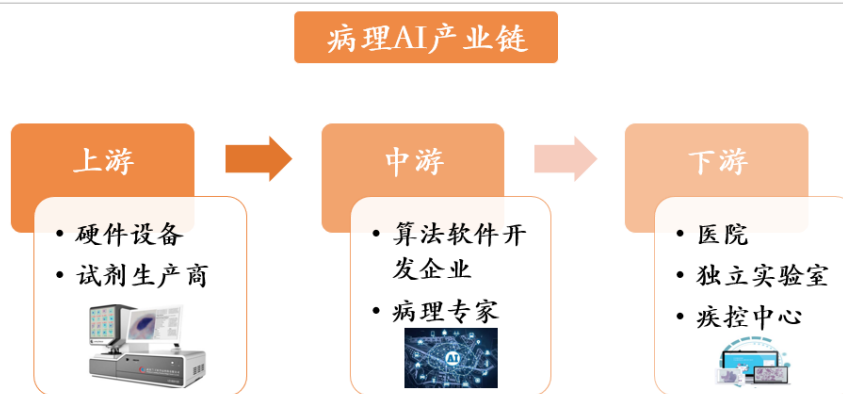 病理AI产业链
上游
• 硬件设备
• 试剂生产商
中游
• 算法软件开
发企业
• 病理专家
AI
下游
• 医院
• 独立实验室
• 疾控中心